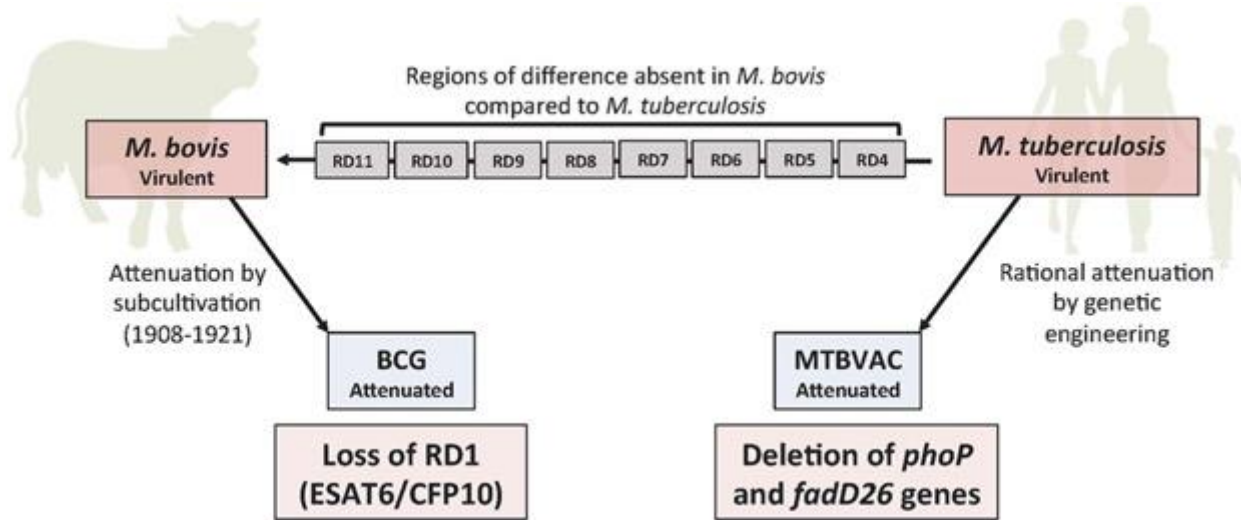 Regions of difference absent in M. bovis
compared to M. tuberculosis
M. bovis
Virulent
RD11
RD10
RD9
RD8
RD7
RD6
RD5
RD4
M. tuberculosis
Virulent
Attenuation by
subcultivation
(1908-1921)
Rational attenuation
by genetic
engineering
BCG
Attenuated
MTBVAC
Attenuated
Loss of RD1
(ESAT6/CFP10)
Deletion of phoP
and fadD26 genes